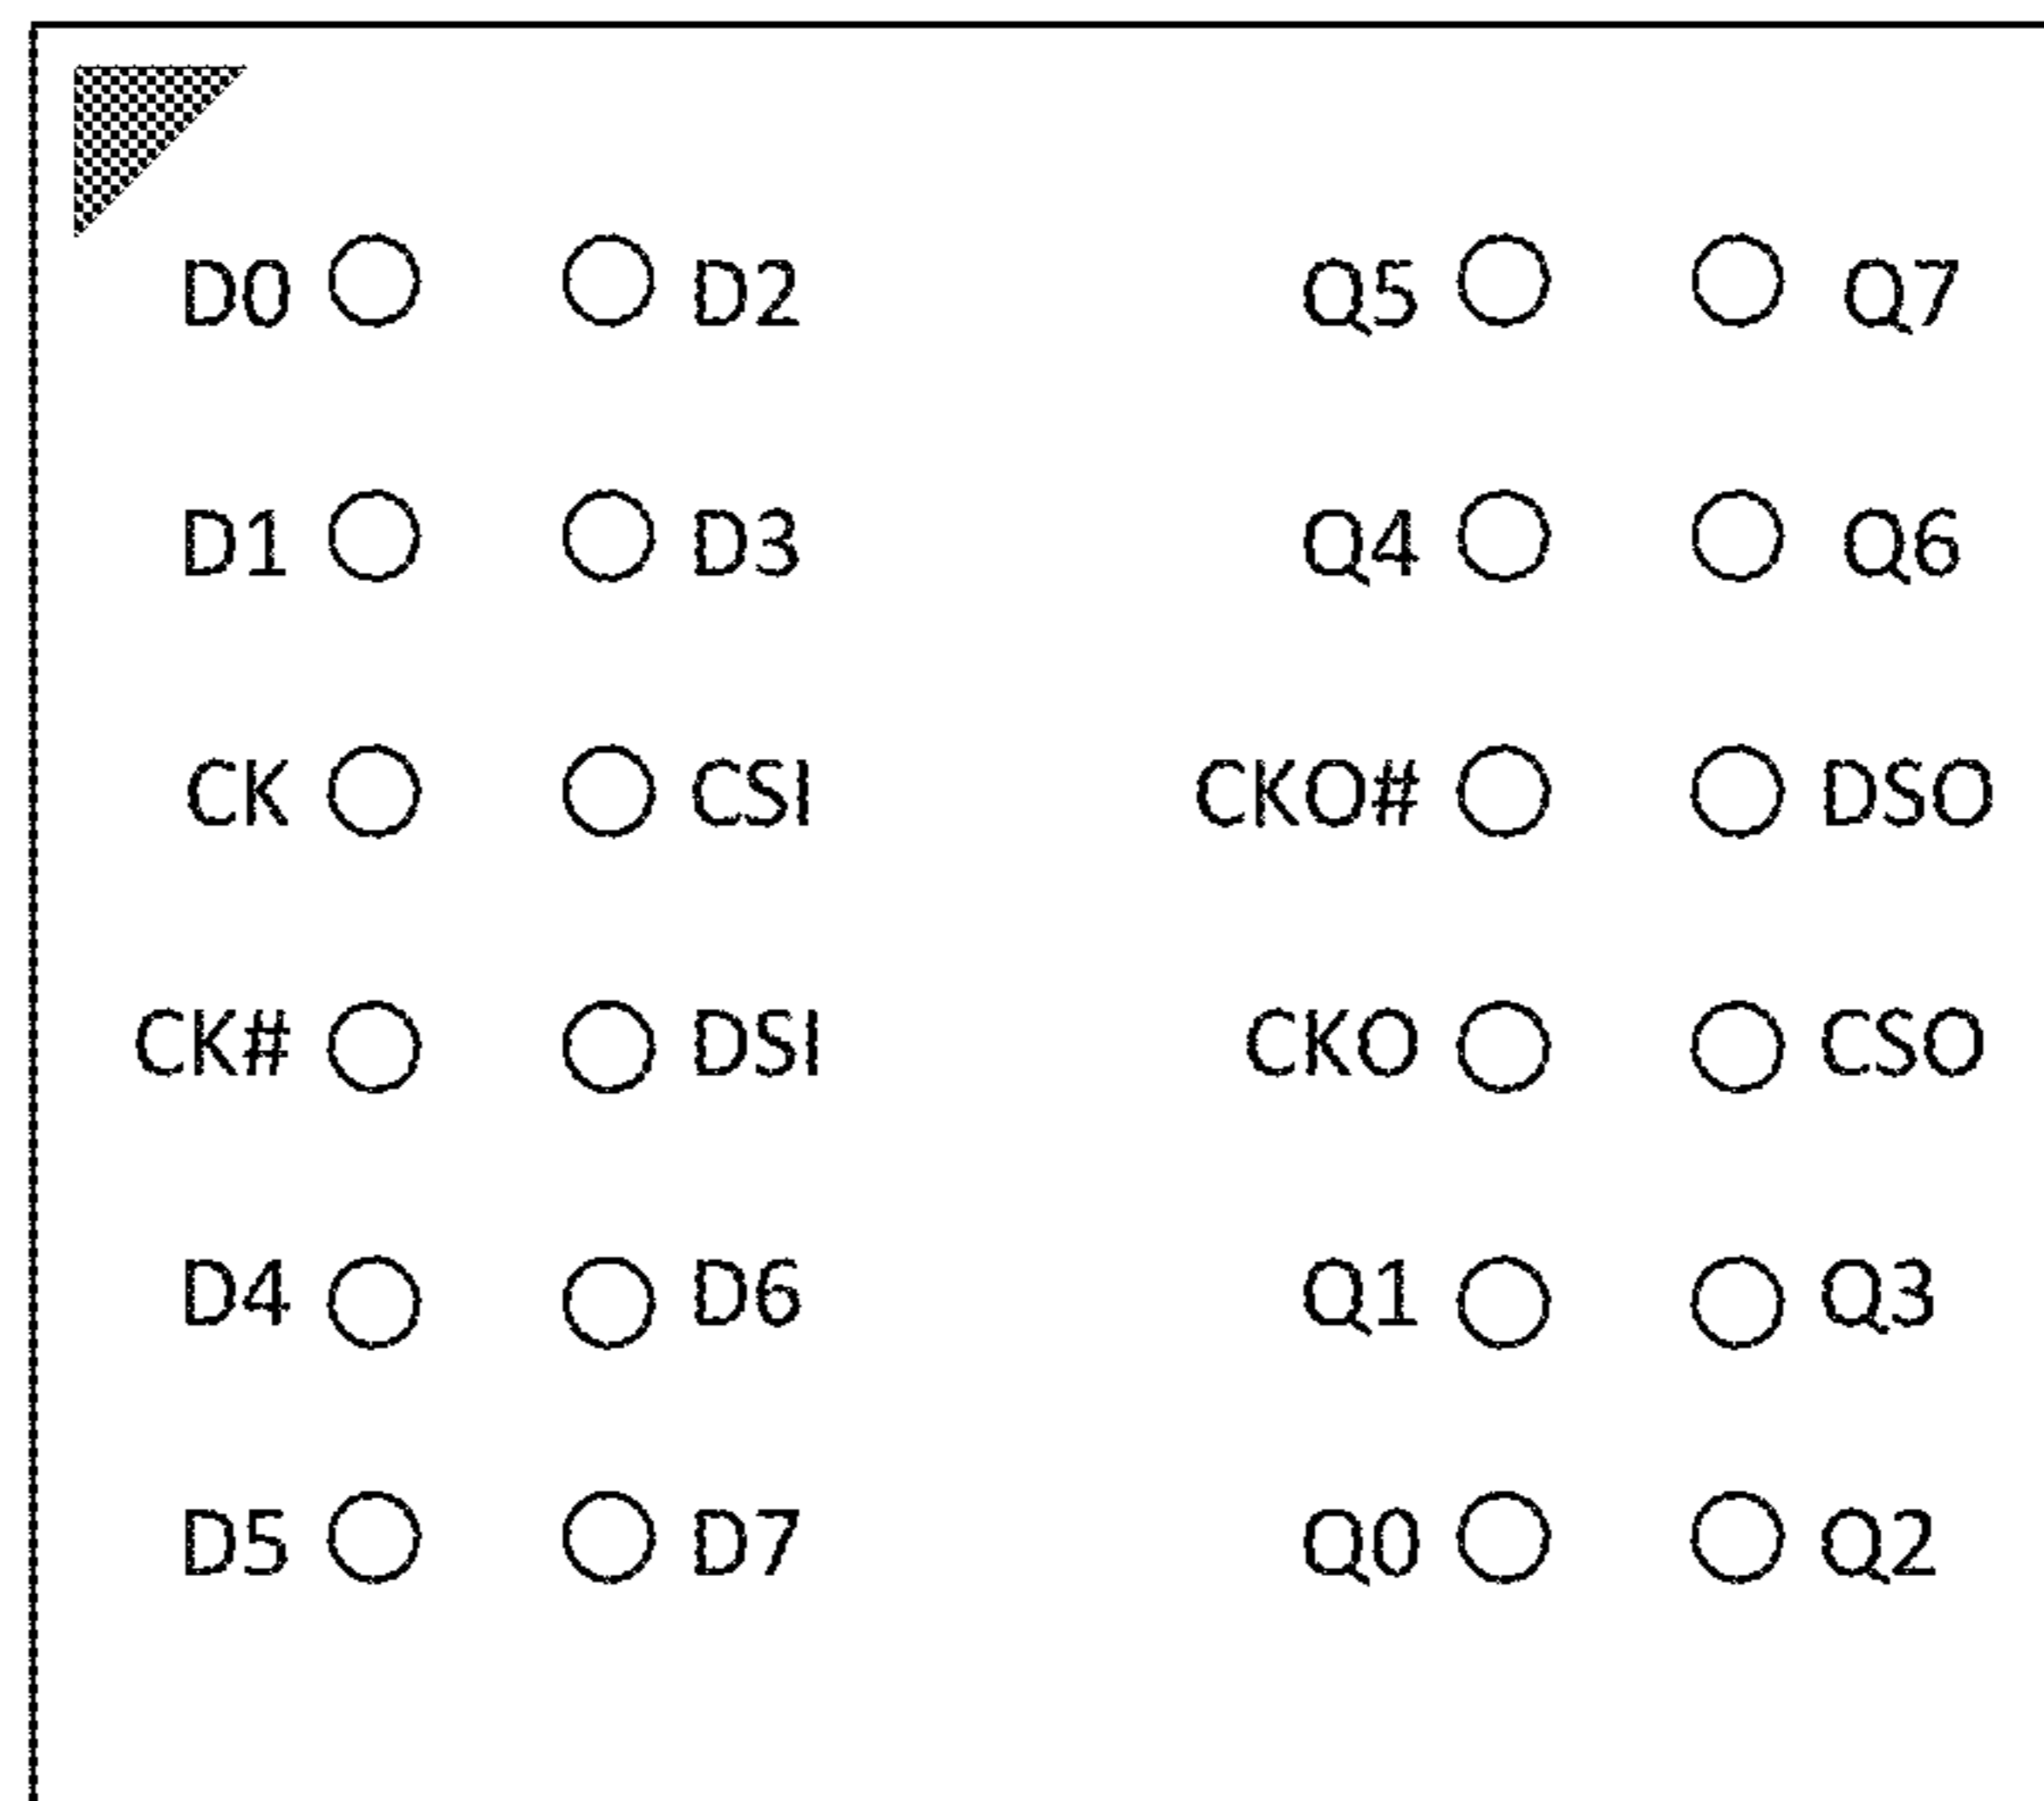 D0 D2 Q5 Q7
D1 D3 Q4 Q6
CK CSI CKO# DSO
CK# DSI CKO CSO
D4 D6 Q1 Q3
D5 D7 Q0 Q2